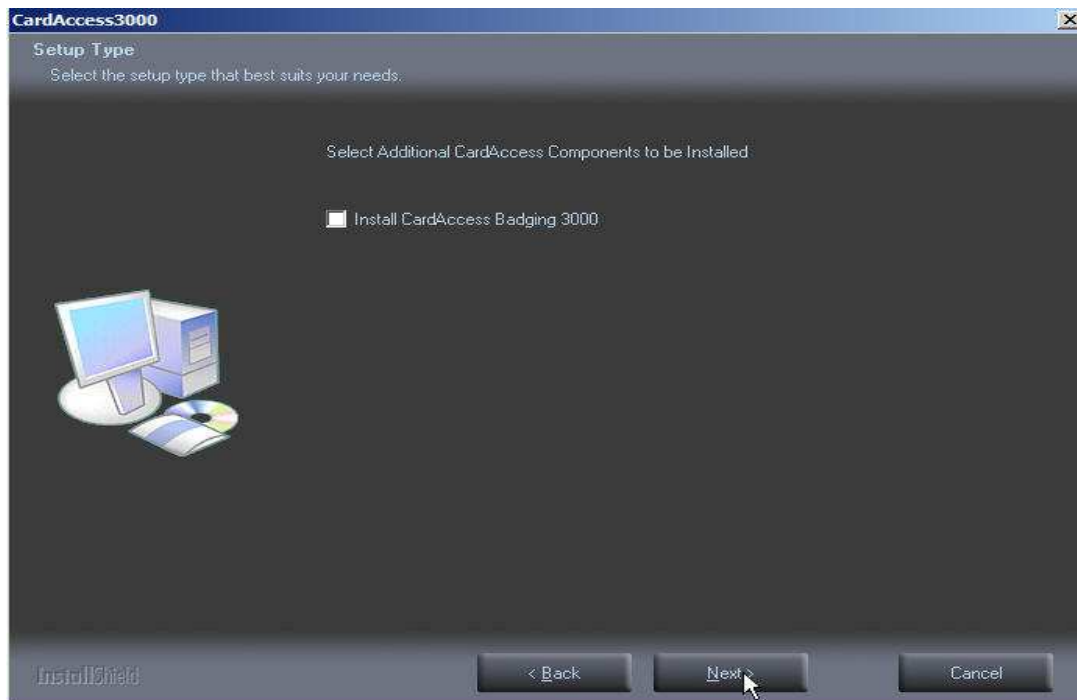 CardAccess3000
Setup Type
Select the setup type that best suits your needs.
Select Additional CardAccess Components to be Installed
Install CardAccess Badging 3000
InstallShield
< Back
Next >
Cancel